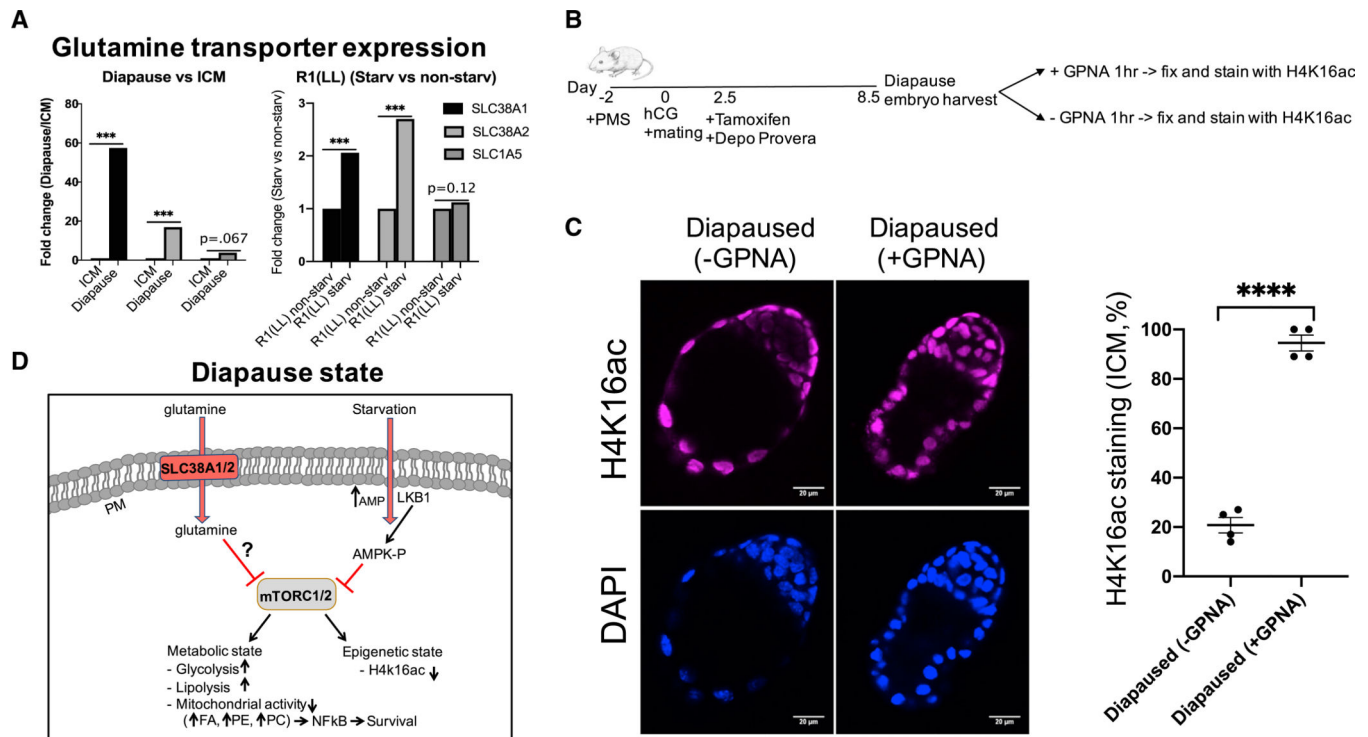 A
Glutamine transporter expression
Diapause vs ICM
Fold change (Diapause/ICM)
80
60
40
20
0
***
***
p=.067
ICM
Diapause
ICM
Diapause
ICM
Diapause
R1(LL) (Starv vs non-starv)
Fold change (Starv vs non-starv)
3
2
1
0
***
***
p=0.12
SLC38A1
SLC38A2
SLC1A5
R1(LL) non-starv
R1(LL) starv
R1(LL) non-starv
R1(LL) starv
R1(LL) non-starv
R1(LL) starv
B
Day
-2
0
2.5
8.5
+PMS
hCG
+mating
+Tamoxifen
+Depo Provera
Diapause
embryo harvest
+ GPNA 1hr -> fix and stain with H4K16ac
- GPNA 1hr -> fix and stain with H4K16ac
C
Diapaused
(-GPNA)
Diapaused
(+GPNA)
H4K16ac
DAPI
20 μm
20 μm
20 μm
20 μm
H4K16ac staining (ICM,%)
100
80
60
40
20
0
****
Diapaused (-GPNA)
Diapaused (+GPNA)
D
Diapause state
glutamine
Starvation
SLC38A1/2
PM
AMP
LKB1
glutamine
?
AMPK-P
mTORC1/2
Metabolic state
- Glycolysis↑
- Lipolysis ↑
- Mitochondrial activity↓
(↑FA, ↑PE, ↑PC)→NFkB→Survival
Epigenetic state
- H4k16ac ↓